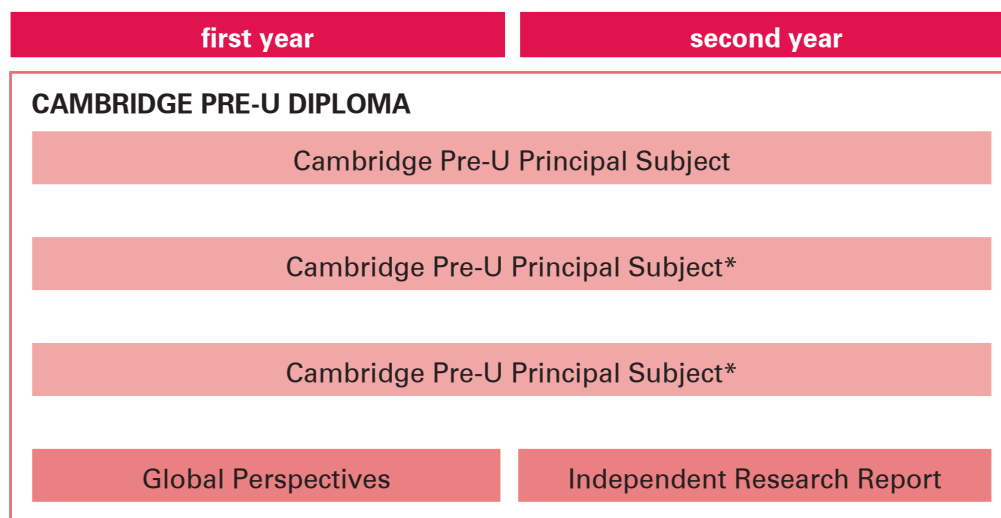 first year
second year
CAMBRIDGE PRE-U DIPLOMA
Cambridge Pre-U Principal Subject
Cambridge Pre-U Principal Subject*
Cambridge Pre-U Principal Subject*
Global Perspectives
Independent Research Report